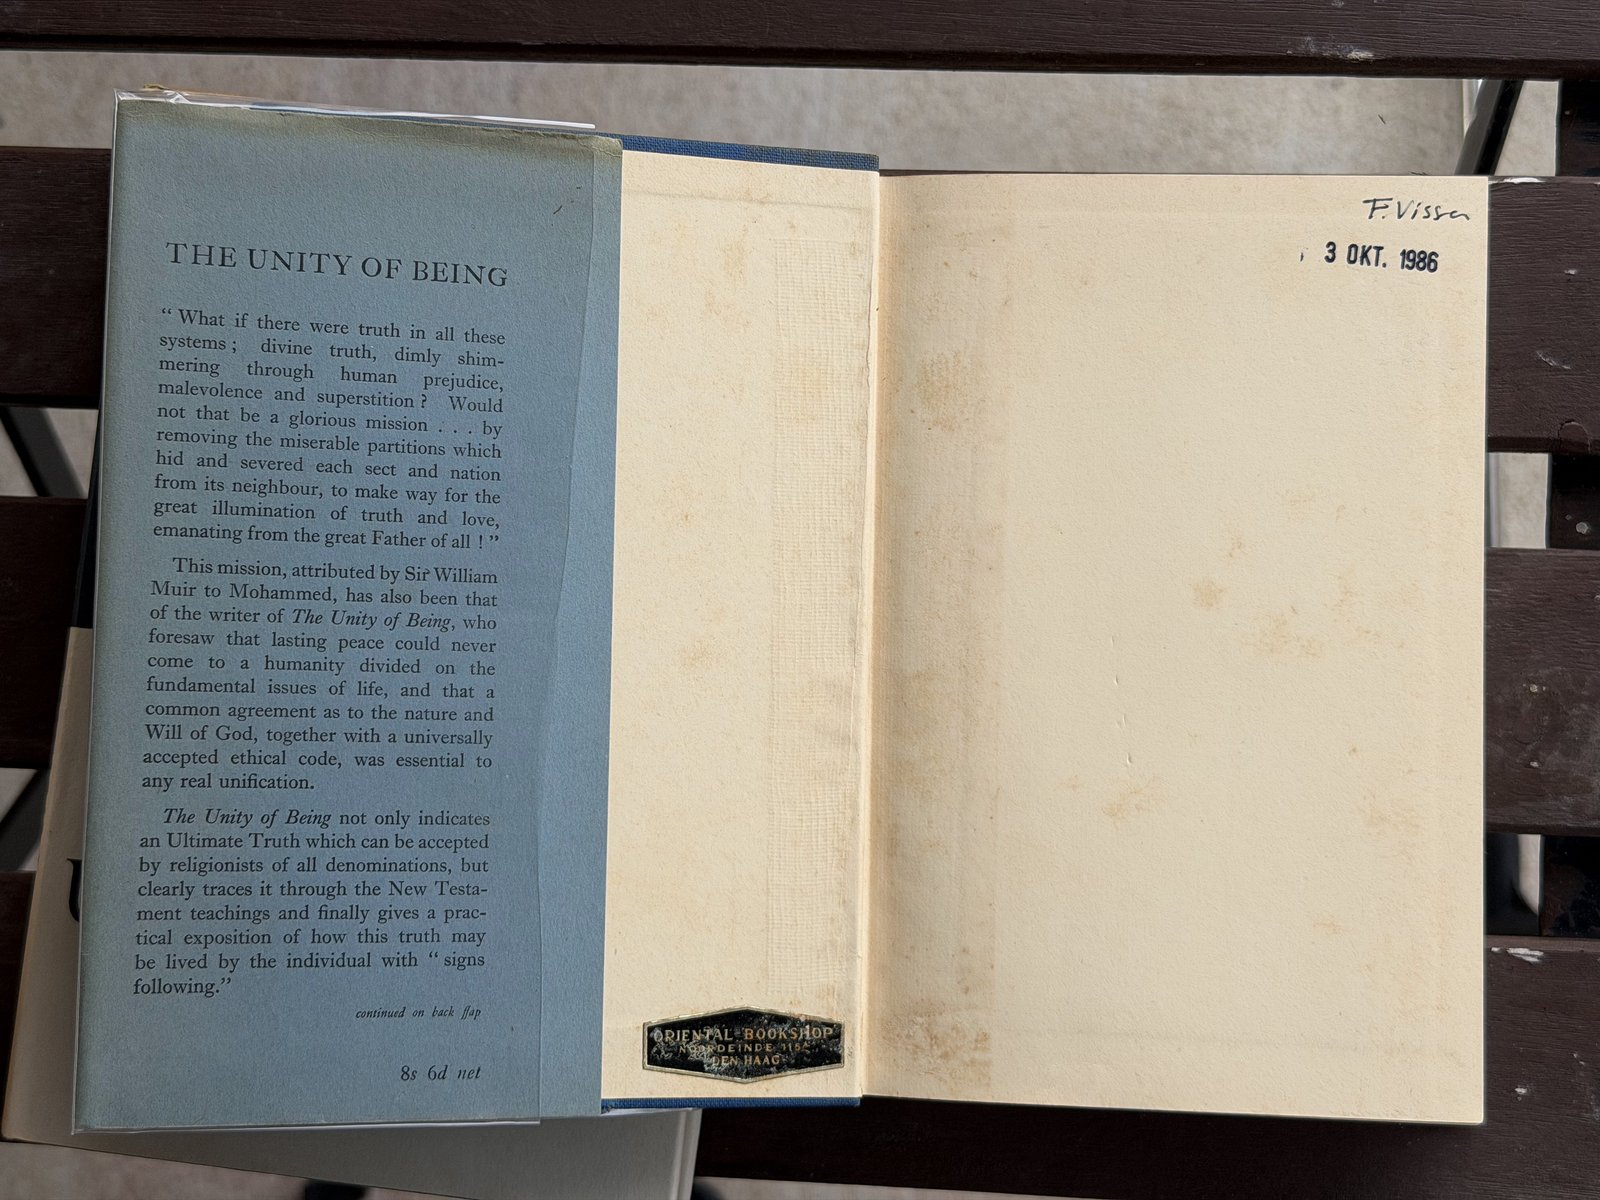 THE UNITY OF BEING
“ What if there were truth in all these
systems ; divine truth, dimly shim-
mering through human prejudice,
malevolence and superstition ? Would
not that be a glorious mission . . . by
removing the miserable partitions which
hid and severed each sect and nation
from its neighbour, to make way for the
great illumination of truth and love,
emanating from the great Father of all ! ”
This mission, attributed by Sir William
Muir to Mohammed, has also been that
of the writer of The Unity of Being, who
foresaw that lasting peace could never
come to a humanity divided on the
fundamental issues of life, and that a
common agreement as to the nature and
Will of God, together with a universally
accepted ethical code, was essential to
any real unification.
The Unity of Being not only indicates
an Ultimate Truth which can be accepted
by religionists of all denominations, but
clearly traces it through the New Testa-
ment teachings and finally gives a prac-
tical exposition of how this truth may
be lived by the individual with “ signs
following.”
continued on back flap
8s 6d net
ORIENTAL BOOKSHOP
NOORDEINDE
DEN HAAG
F. Visser
3 OKT. 1986